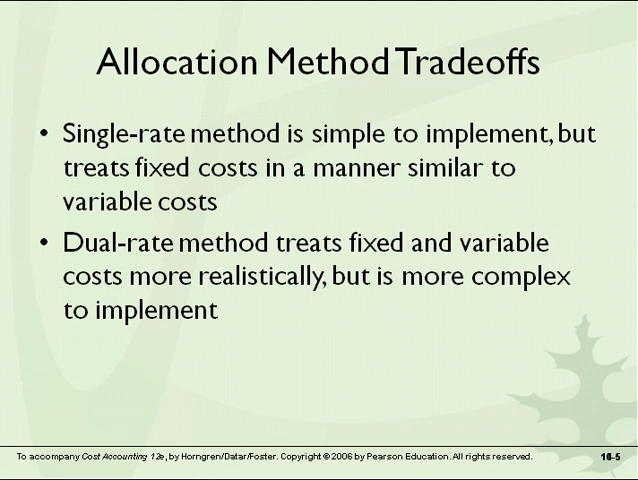 Allocation Method Tradeoffs
• Single-rate method is simple to implement, but
treats fixed costs in a manner similar to
variable costs
• Dual-rate method treats fixed and variable
costs more realistically, but is more complex
to implement
To accompany Cost Accounting 12e, by Horngren/Datar/Foster. Copyright © 2006 by Pearson Education. All rights reserved.